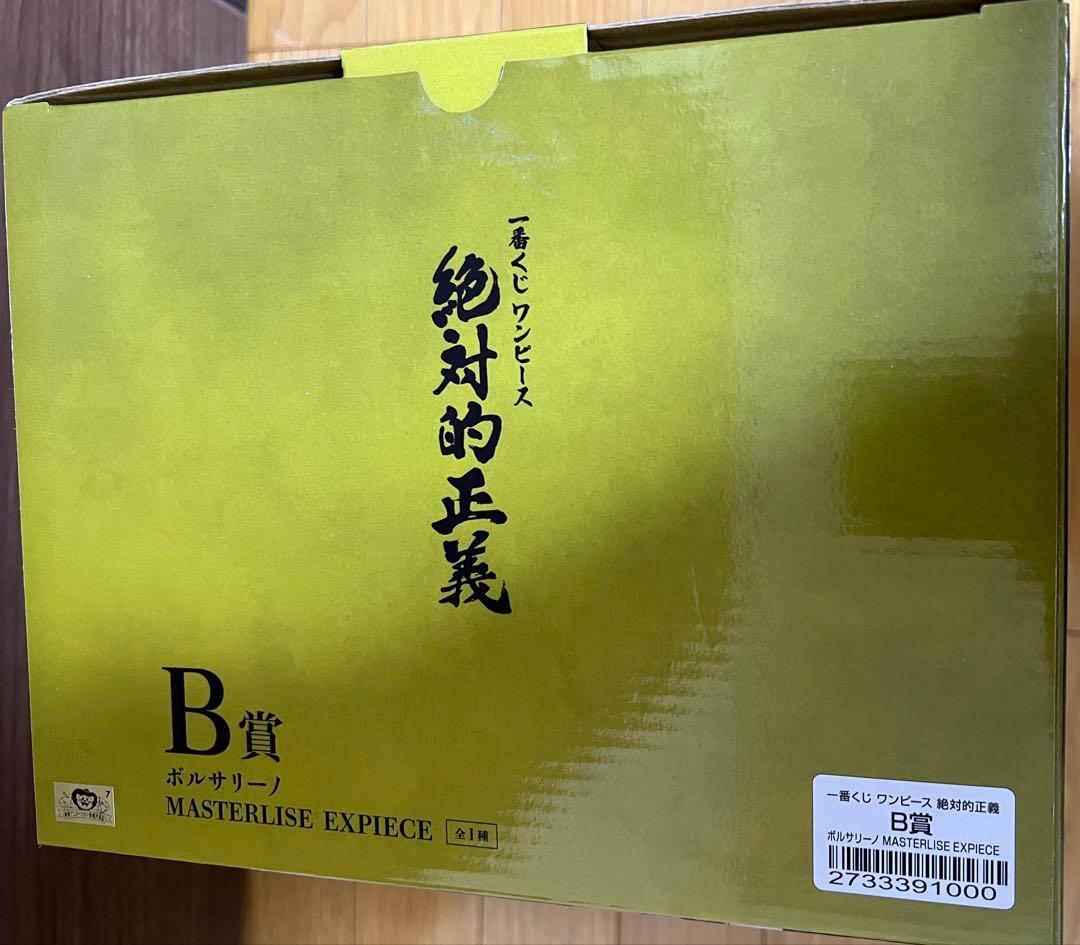 一番くじ ワンピース
絶対的正義
B賞
ボルサリーノ
MASTERLISE EXPIECE 全1種
7
一番くじ ワンピース 絶対的正義
B賞
ボルサリーノ MASTERLISE EXPIECE
2733391000